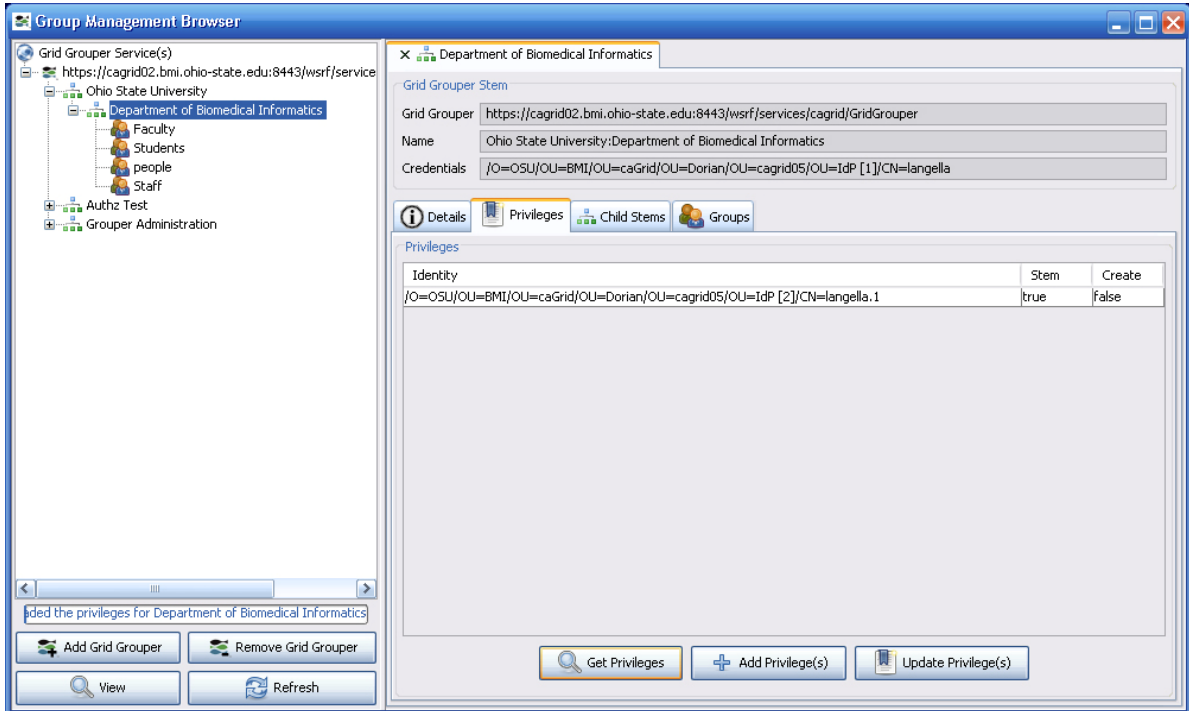 Group Management Browser
Grid Grouper Service(s)
https://cagrid02.bmi.ohio-state.edu:8443/wsrf/service
Ohio State University
Department of Biomedical Informatics
Faculty
Students
people
Staff
Authz Test
Grouper Administration
ded the privileges for Department of Biomedical Informatics
Add Grid Grouper
Remove Grid Grouper
View
Refresh
Department of Biomedical Informatics
Grid Grouper Stem
Grid Grouper https://cagrid02.bmi.ohio-state.edu:8443/wsrf/services/cagrid/GridGrouper
Name Ohio State University:Department of Biomedical Informatics
Credentials /O=OSU/OU=BMI/OU=caGrid/OU=Dorian/OU=cagrid05/OU=IdP [1]/CN=langella
Details Privileges Child Stems Groups
Privileges
Identity Stem Create
/O=OSU/OU=BMI/OU=caGrid/OU=Dorian/OU=cagrid05/OU=IdP [2]/CN=langella.1 true false
Get Privileges Add Privilege(s) Update Privilege(s)